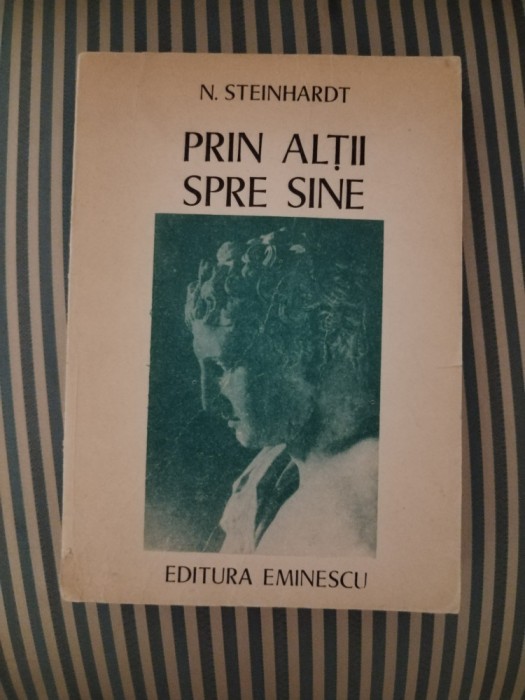 N. STEINHARDT
PRIN ALȚII
SPRE SINE
EDITURA EMINESCU